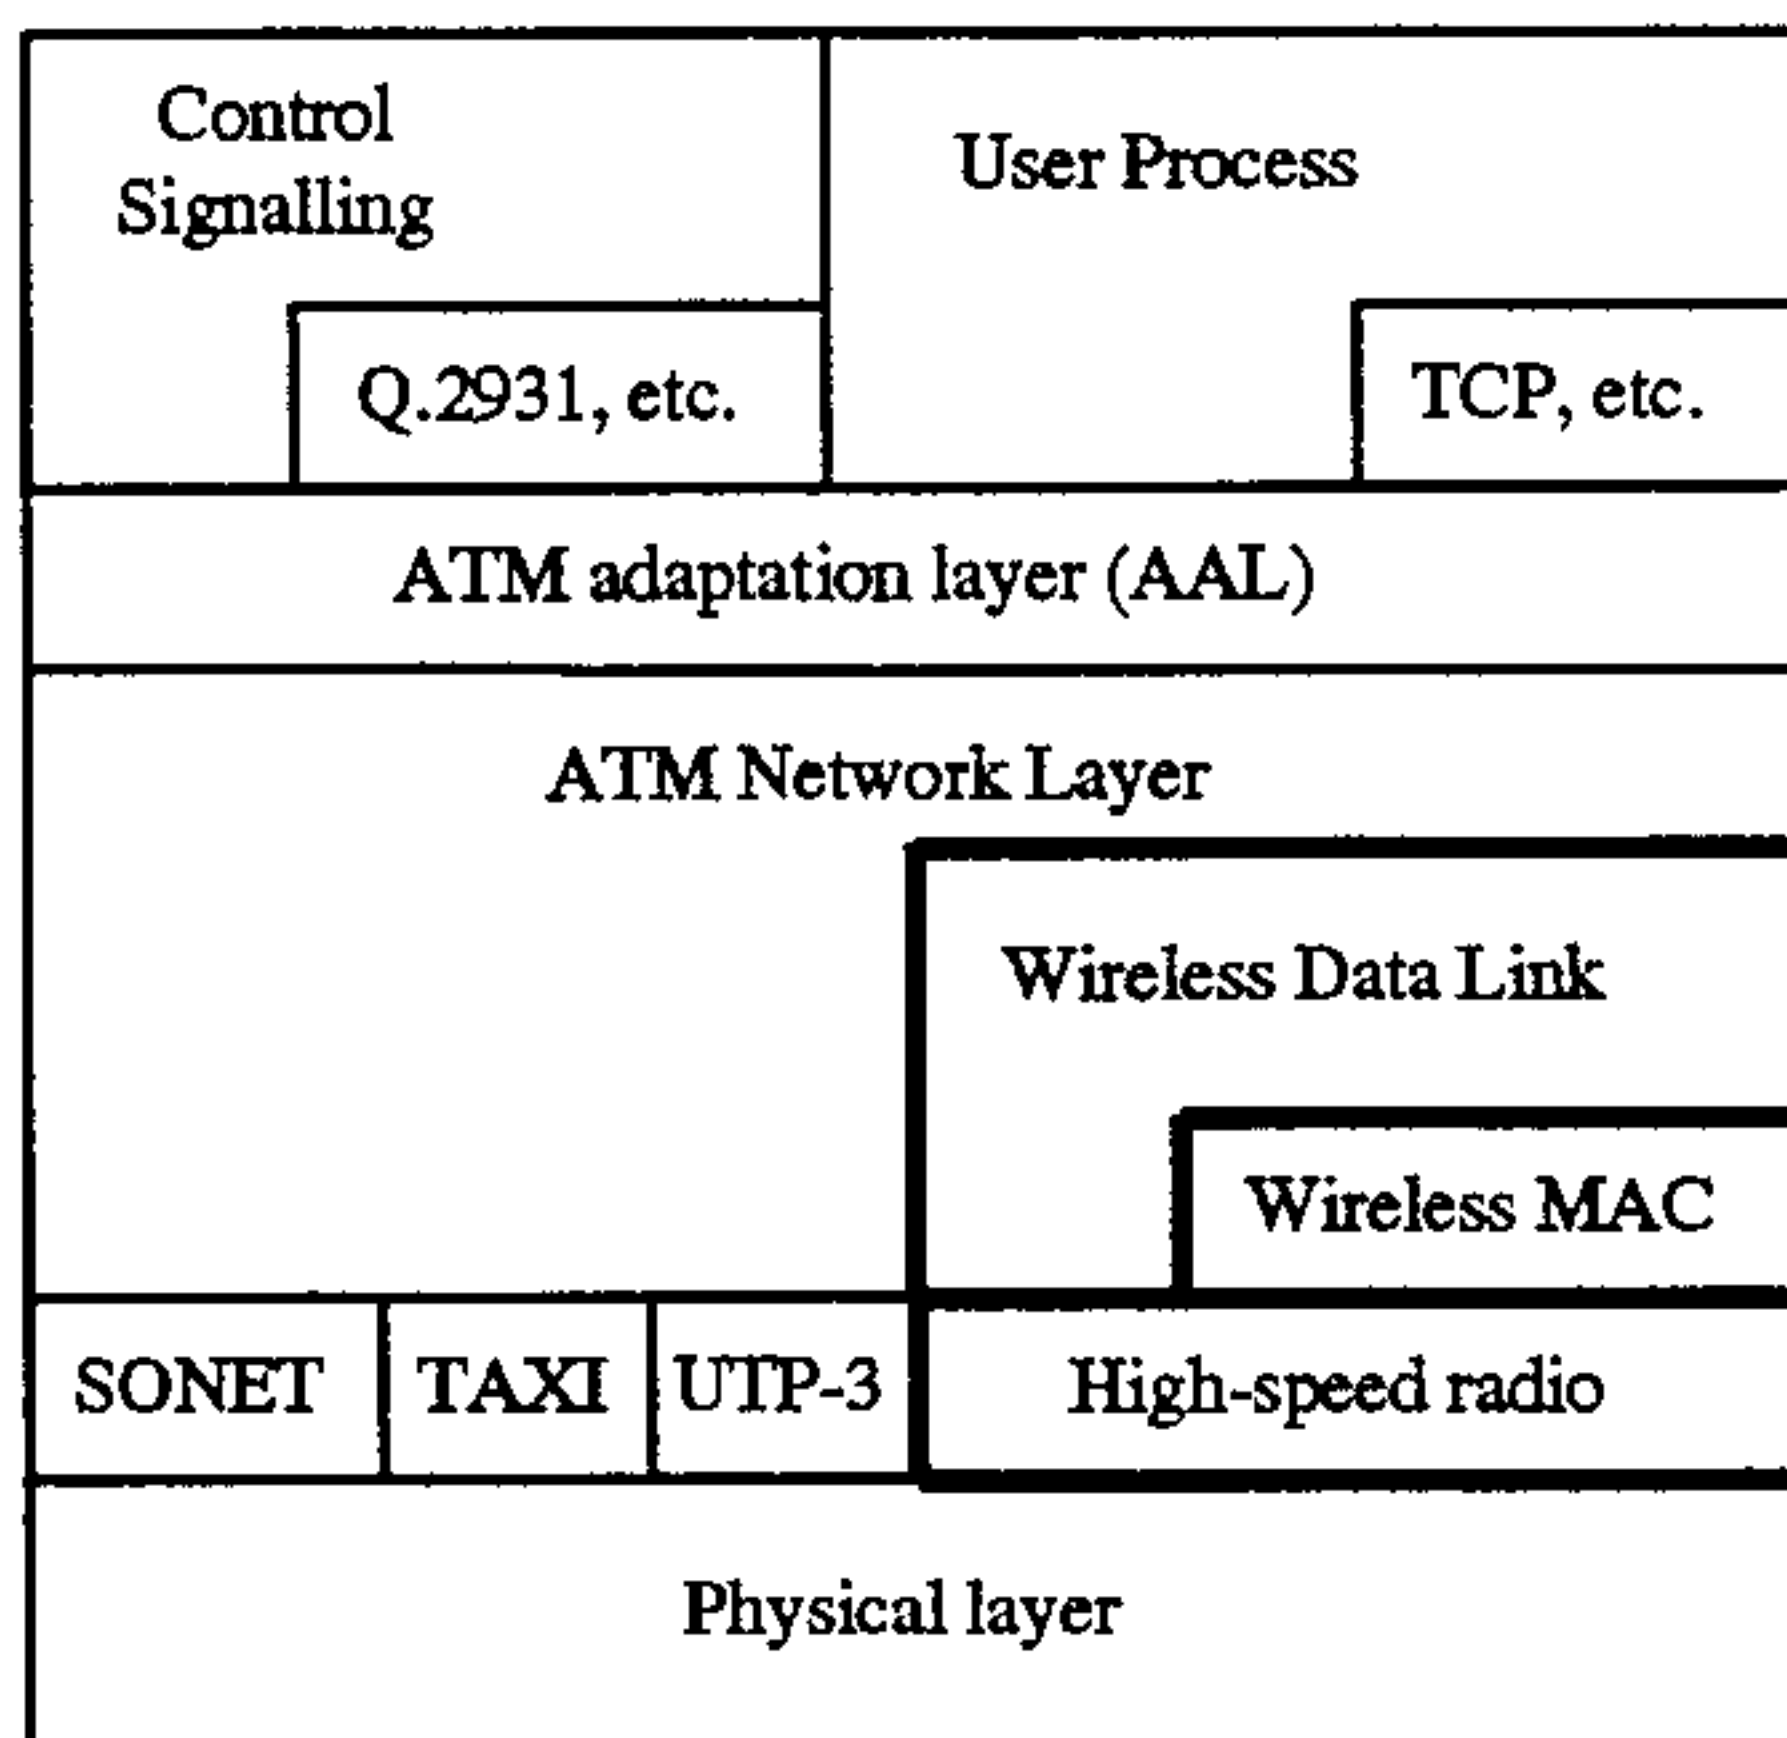 Control
Signalling
User Process
Q.2931, etc.
TCP, etc.
ATM adaptation layer (AAL)
ATM Network Layer
Wireless Data Link
Wireless MAC
SONET
TAXI
UTP-3
High-speed radio
Physical layer